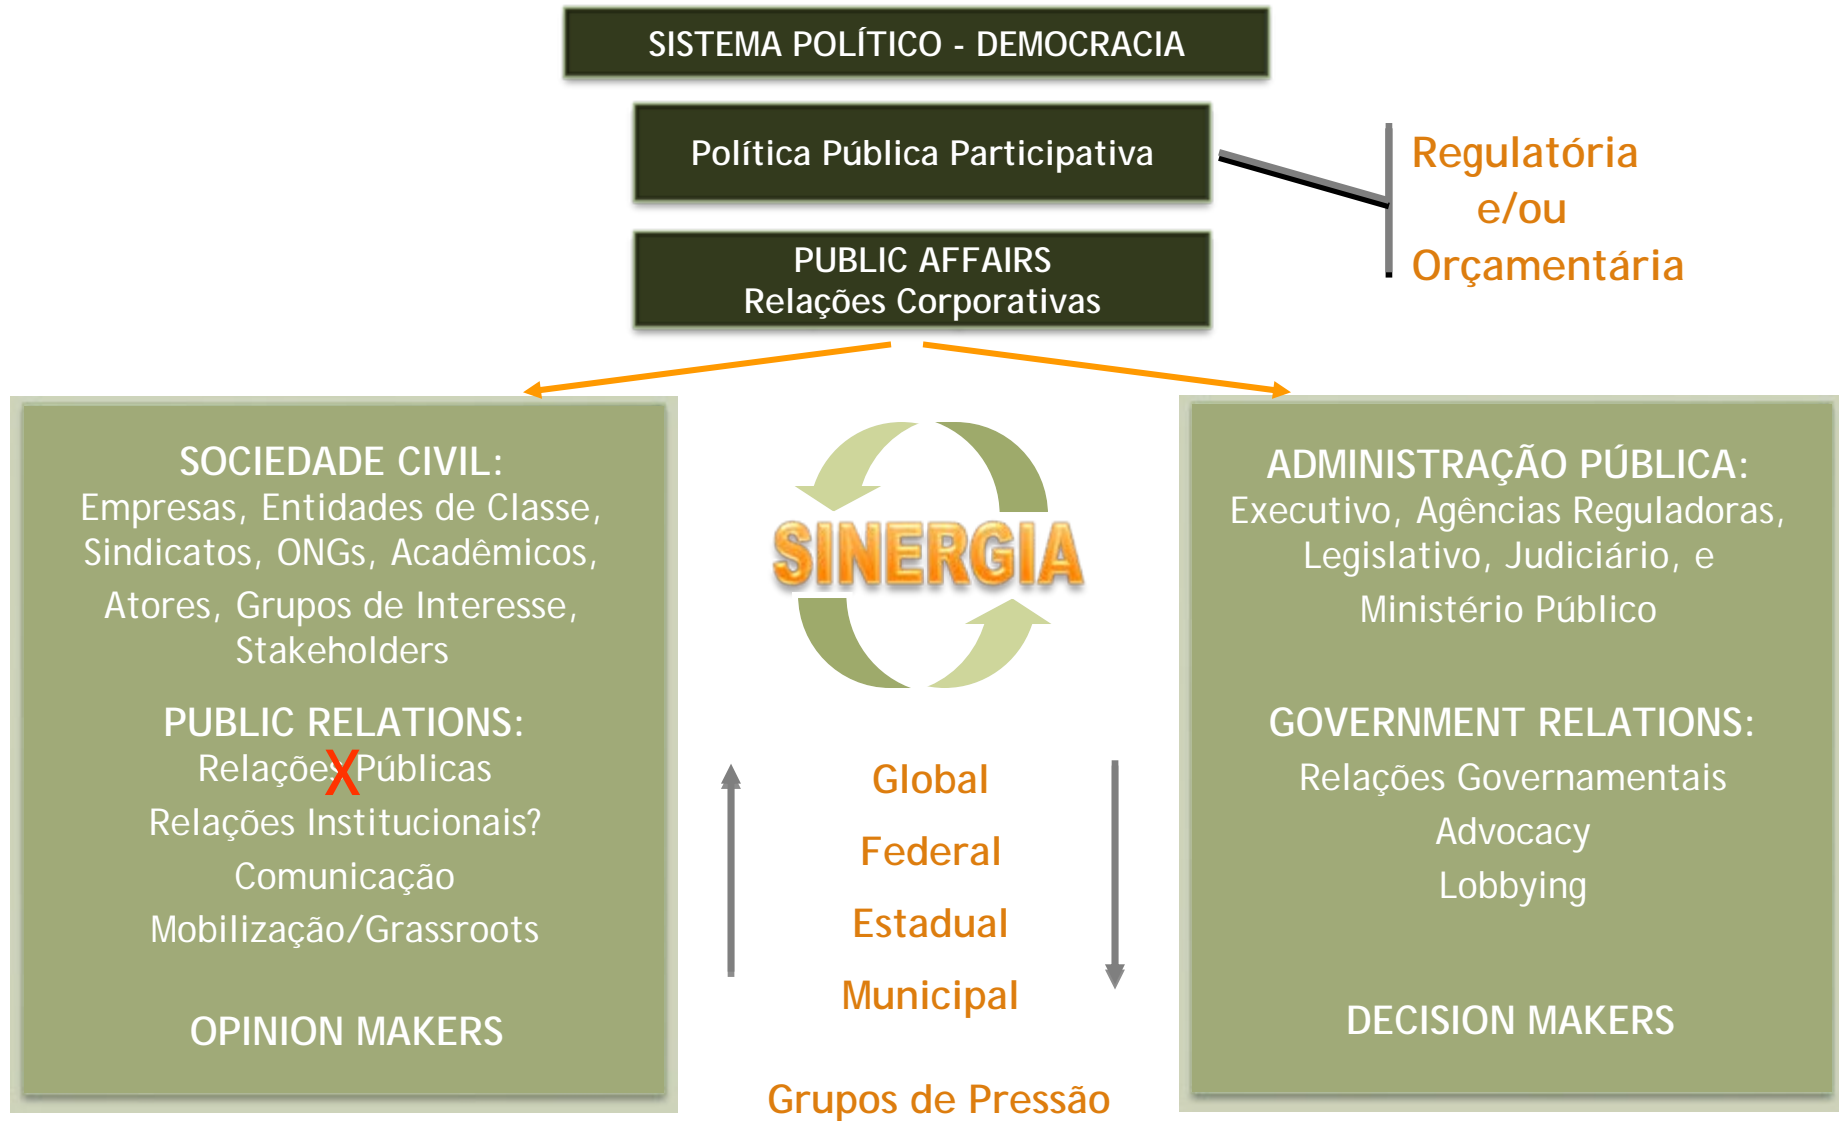 SISTEMA POLÍTICO - DEMOCRACIA
Política Pública Participativa
Regulatória
e/ou
Orçamentária
PUBLIC AFFAIRS
Relações Corporativas
SOCIEDADE CIVIL:
Empresas, Entidades de Classe,
Sindicatos, ONGs, Acadêmicos,
Atores, Grupos de Interesse,
Stakeholders
PUBLIC RELATIONS:
Relações Públicas
X
Relações Institucionais?
Comunicação
Mobilização/Grassroots
OPINION MAKERS
SINERGIA
Global
Federal
Estadual
Municipal
Grupos de Pressão
ADMINISTRAÇÃO PÚBLICA:
Executivo, Agências Reguladoras,
Legislativo, Judiciário, e
Ministério Público
GOVERNMENT RELATIONS:
Relações Governamentais
Advocacy
Lobbying
DECISION MAKERS